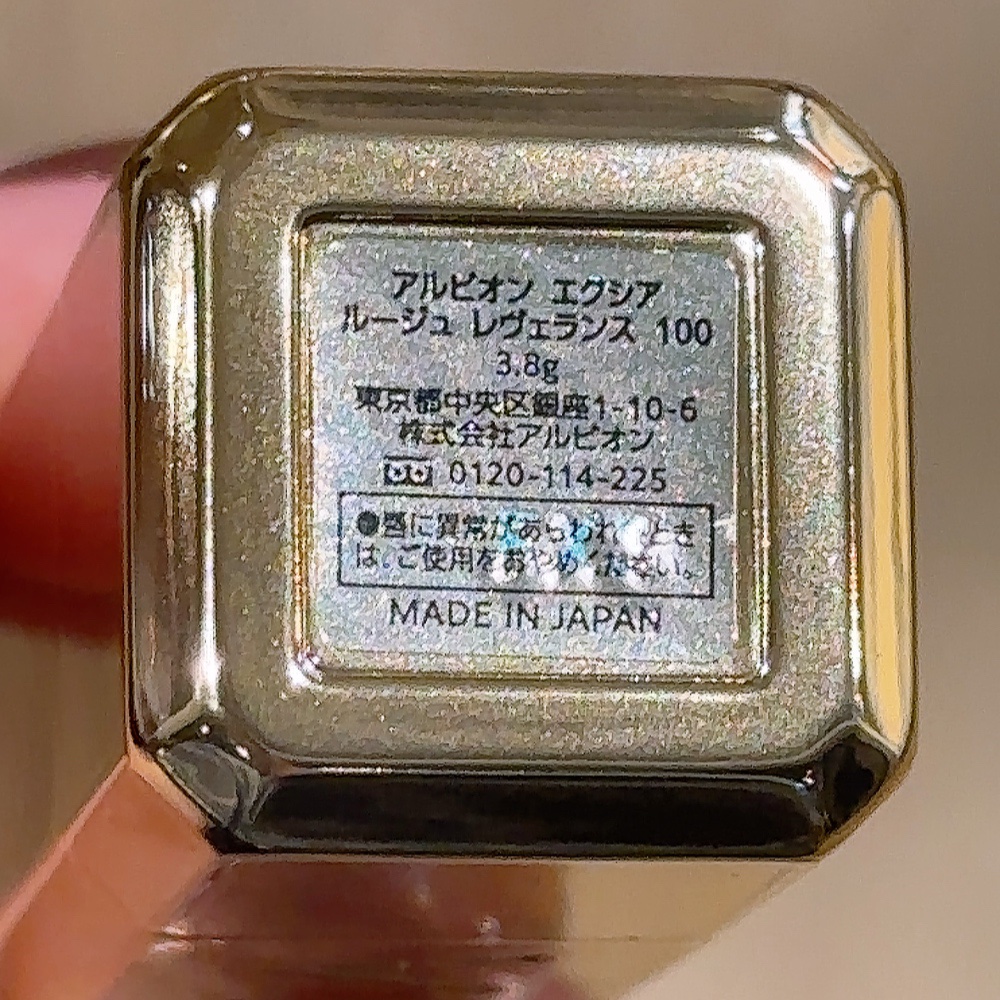 アルビオン エクシア
ルージュ レヴェランス 100
3.8g
東京都中央区銀座1-10-6
株式会社アルビオン
0120-114-225
●唇に異常があらわれたとき
は、ご使用をおやめください。
MADE IN JAPAN